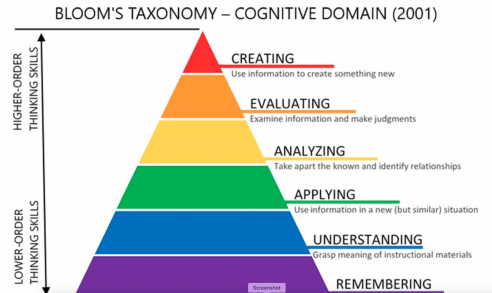 BLOOM'S TAXONOMY – COGNITIVE DOMAIN (2001)
HIGHER-ORDER
THINKING SKILLS
LOWER-ORDER
THINKING SKILLS
CREATING
Use information to create something new
EVALUATING
Examine information and make judgments
ANALYZING
Take apart the known and identify relationships
APPLYING
Use information in a new (but similar) situation
UNDERSTANDING
Grasp meaning of instructional materials
REMEMBERING
Screenshot